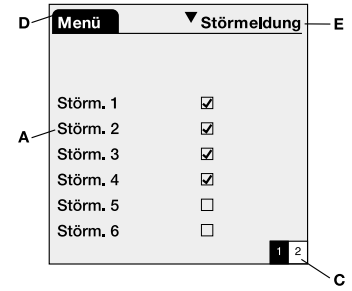 D Menü Störmeldung E
Störm. 1
A Störm. 2
Störm. 3
Störm. 4
Störm. 5
Störm. 6
1 2
C